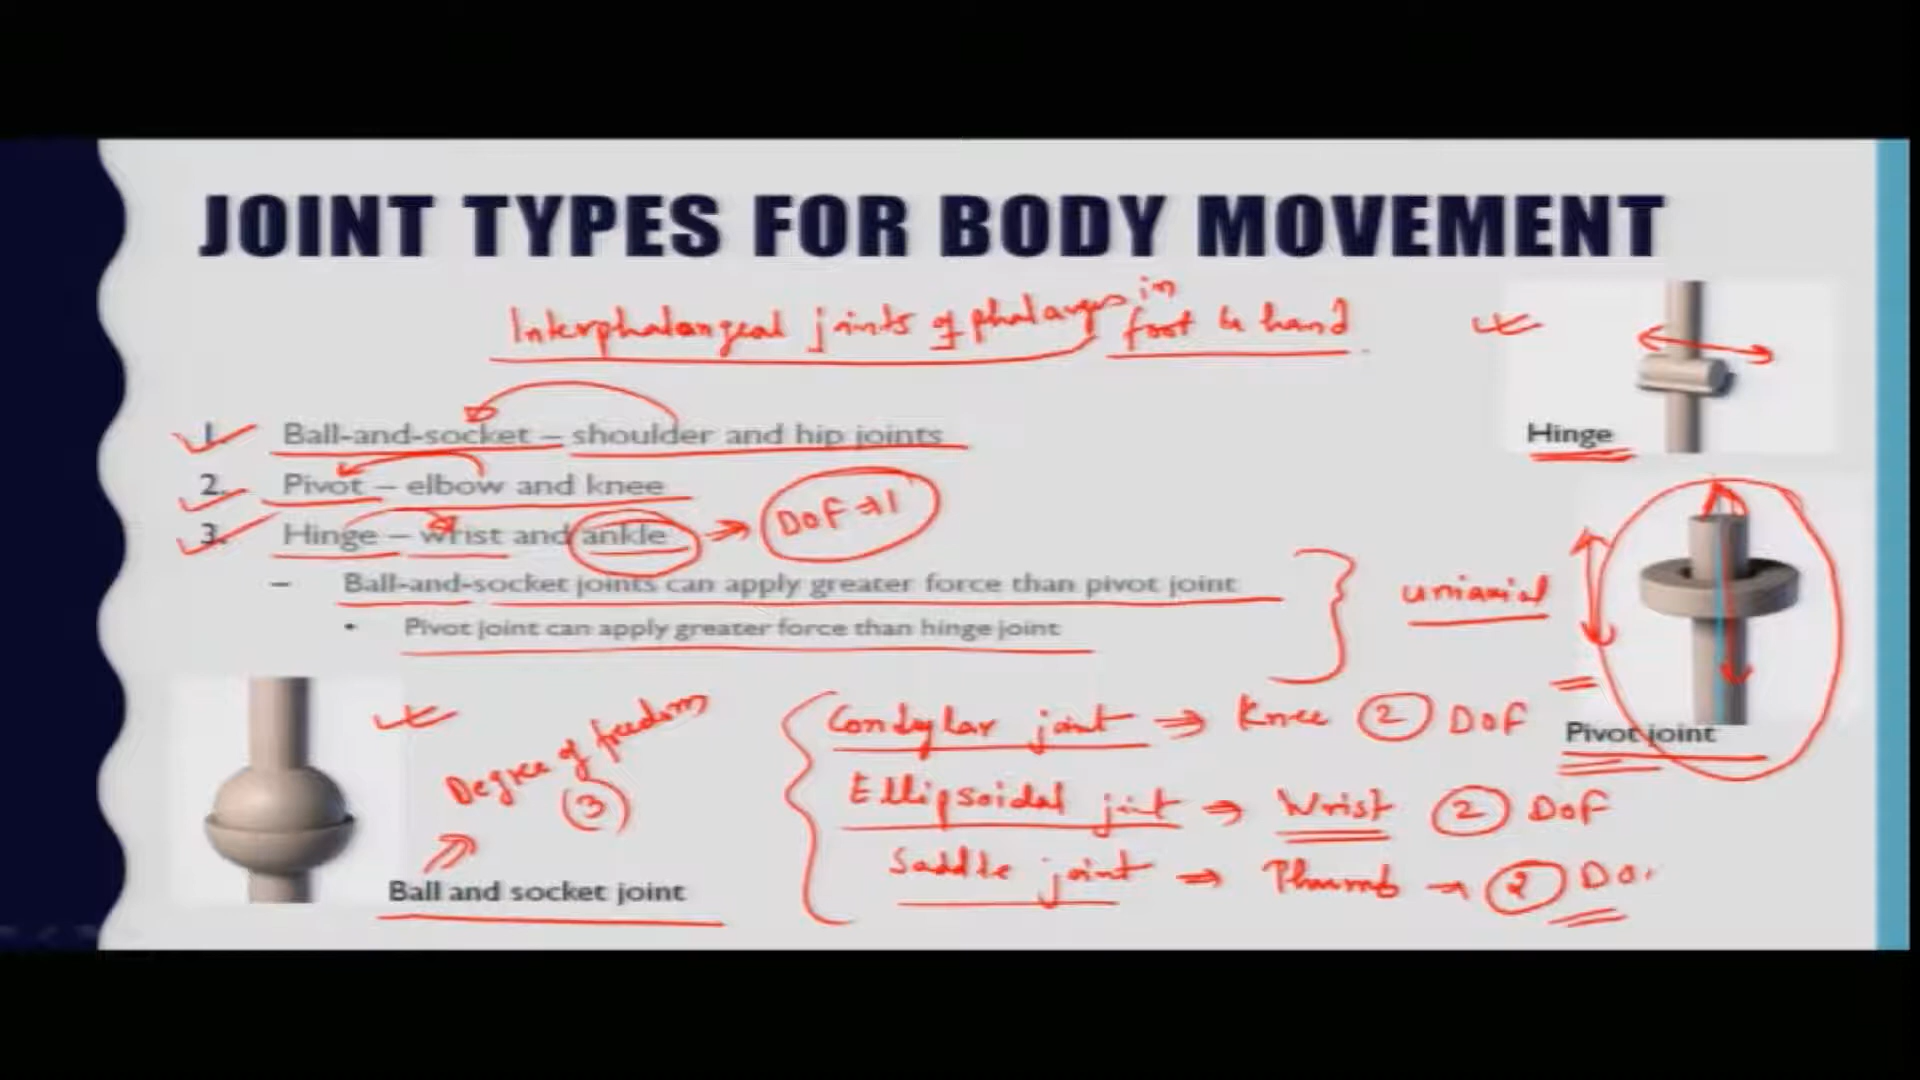 JOINT TYPES FOR BODY MOVEMENT
Interphalangeal joints of phalanges in
foot & hand
Hinge
1. Ball-and-socket – shoulder and hip joints
2. Pivot – elbow and knee
3. Hinge – wrist and ankle
DOF → 1
– Ball-and-socket joints can apply greater force than pivot joint
• Pivot joint can apply greater force than hinge joint
uniaxial
Pivot joint
Degree of freedom
3
Ball and socket joint
Condylar joint ⇒ Knee 2 DOF
Ellipsoidal joint ⇒ Wrist 2 DOF
Saddle joint ⇒ Thumb → 2 DO